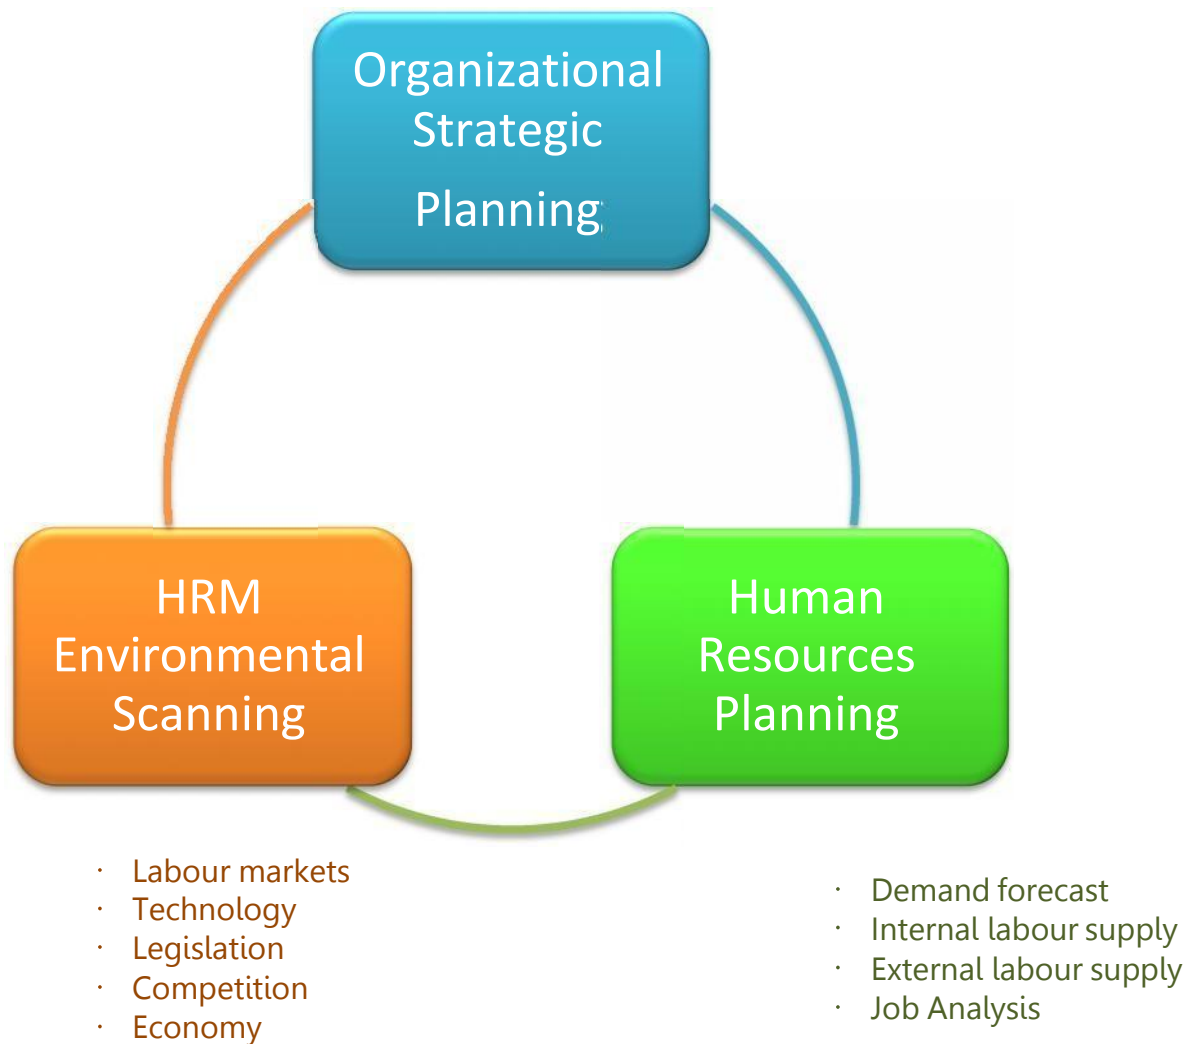 Organizational
Strategic
Planning
HRM
Environmental
Scanning
Human
Resources
Planning
· Labour markets
· Technology
· Legislation
· Competition
· Economy
· Demand forecast
· Internal labour supply
· External labour supply
· Job Analysis